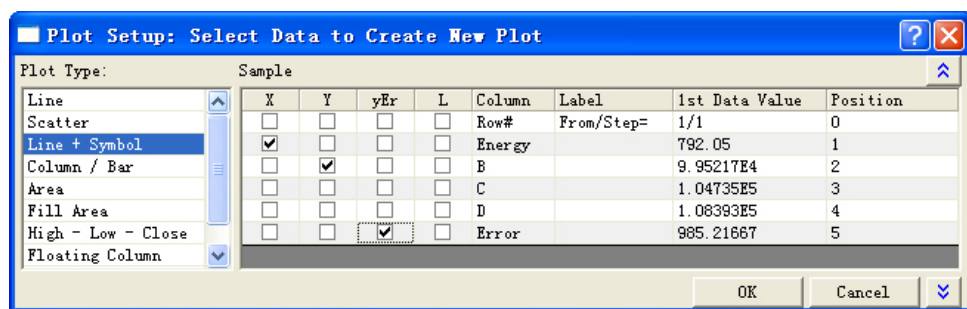 Plot Setup: Select Data to Create New Plot
Plot Type: Sample
Line X Y yEr L Column Label 1st Data Value Position
Scatter Row# From/Step= 1/1 0
Line + Symbol Energy 792.05 1
Column / Bar B 9.95217E4 2
Area C 1.04735E5 3
Fill Area D 1.08393E5 4
High - Low - Close Error 985.21667 5
Floating Column
OK Cancel